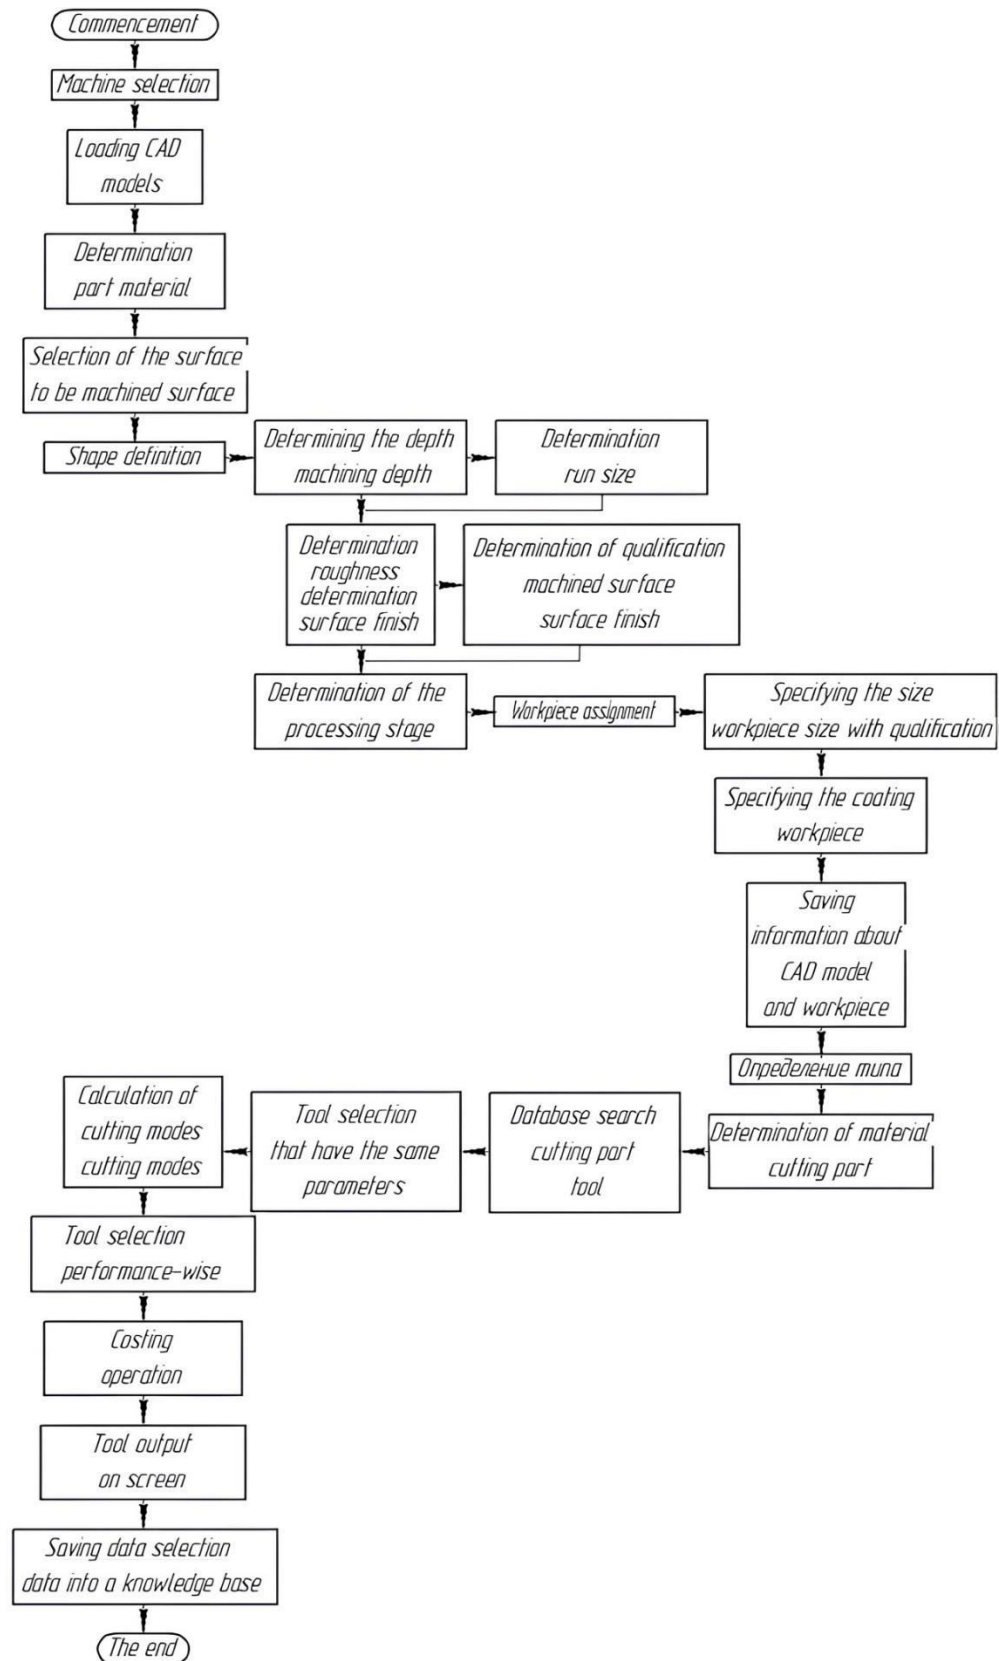 Commencement
Machine selection
Loading CAD
models
Determination
part material
Selection of the surface
to be machined surface
Shape definition
Determining the depth
machining depth
Determination
run size
Determination
roughness
determination
surface finish
Determination of qualification
machined surface
surface finish
Determination of the
processing stage
Workpiece assignment
Specifying the size
workpiece size with qualification
Specifying the coating
workpiece
Saving
information about
CAD model
and workpiece
Определение типа
Determination of material
cutting part
Database search
cutting part
tool
Tool selection
that have the same
parameters
Calculation of
cutting modes
cutting modes
Tool selection
performance-wise
Costing
operation
Tool output
on screen
Saving data selection
data into a knowledge base
The end